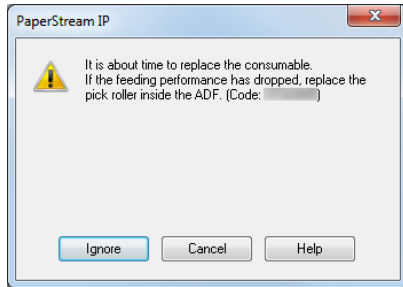 PaperStream IP
It is about time to replace the consumable.
If the feeding performance has dropped, replace the
pick roller inside the ADF. (Code: )
Ignore
Cancel
Help